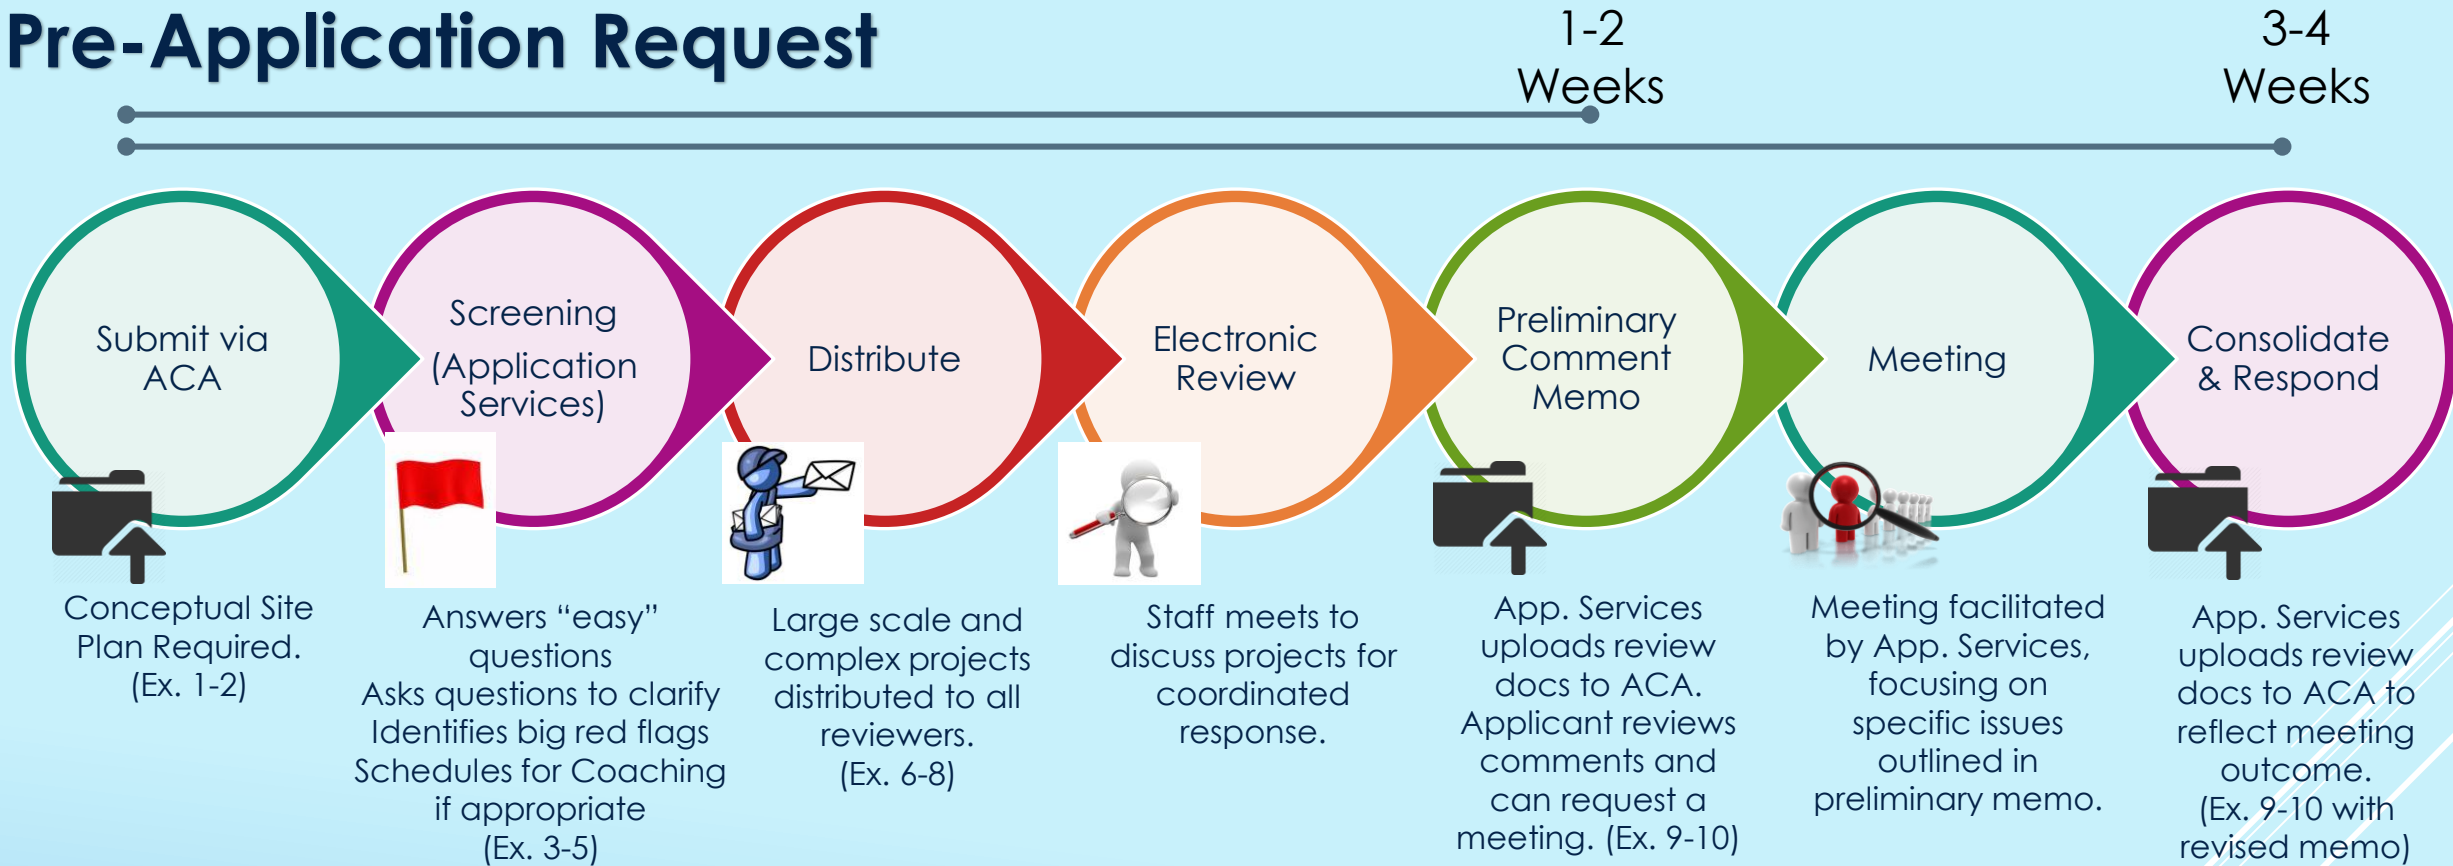 Pre-Application Request
1-2
Weeks
3-4
Weeks
Submit via
ACA
Screening
(Application
Services)
Distribute
Electronic
Review
Preliminary
Comment
Memo
Meeting
Consolidate
& Respond
Conceptual Site
Plan Required.
(Ex. 1-2)
Answers “easy”
questions
Asks questions to clarify
Identifies big red flags
Schedules for Coaching
if appropriate
(Ex. 3-5)
Large scale and
complex projects
distributed to all
reviewers.
(Ex. 6-8)
Staff meets to
discuss projects for
coordinated
response.
App. Services
uploads review
docs to ACA.
Applicant reviews
comments and
can request a
meeting. (Ex. 9-10)
Meeting facilitated
by App. Services,
focusing on
specific issues
outlined in
preliminary memo.
App. Services
uploads review
docs to ACA to
reflect meeting
outcome.
(Ex. 9-10 with
revised memo)